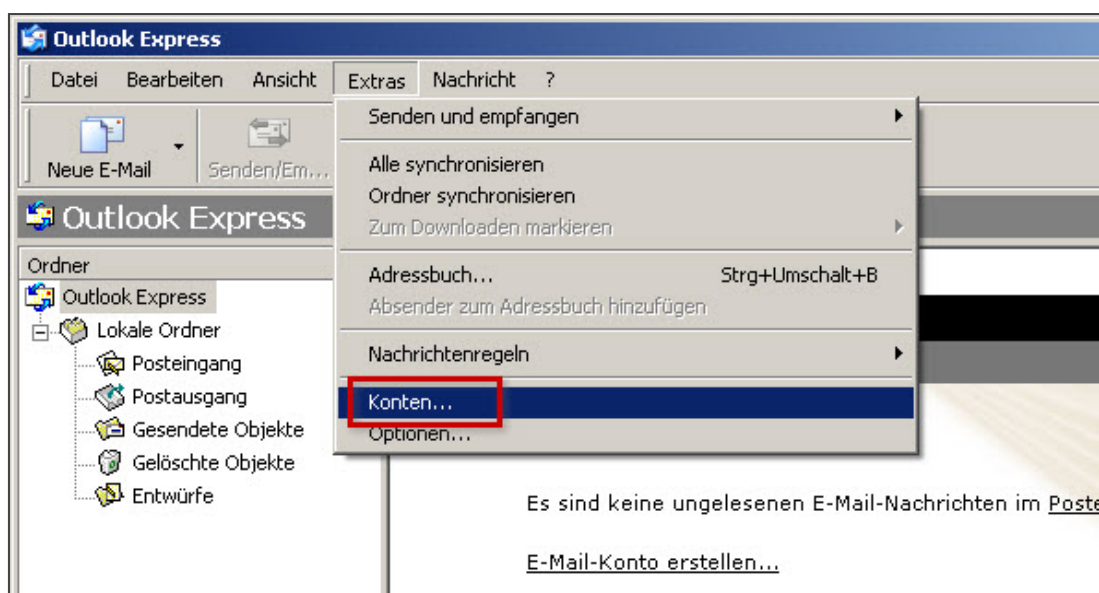 Outlook Express
Datei Bearbeiten Ansicht Extras Nachricht ?
Neue E-Mail Senden/Em...
Senden und empfangen
Alle synchronisieren
Ordner synchronisieren
Zum Downloaden markieren
Adressbuch... Strg+Umschalt+B
Absender zum Adressbuch hinzufügen
Nachrichtenregeln
Konten...
Optionen...
Outlook Express
Ordner
Outlook Express
Lokale Ordner
Posteingang
Postausgang
Gesendete Objekte
Gelöschte Objekte
Entwürfe
Es sind keine ungelesenen E-Mail-Nachrichten im Poste
E-Mail-Konto erstellen...